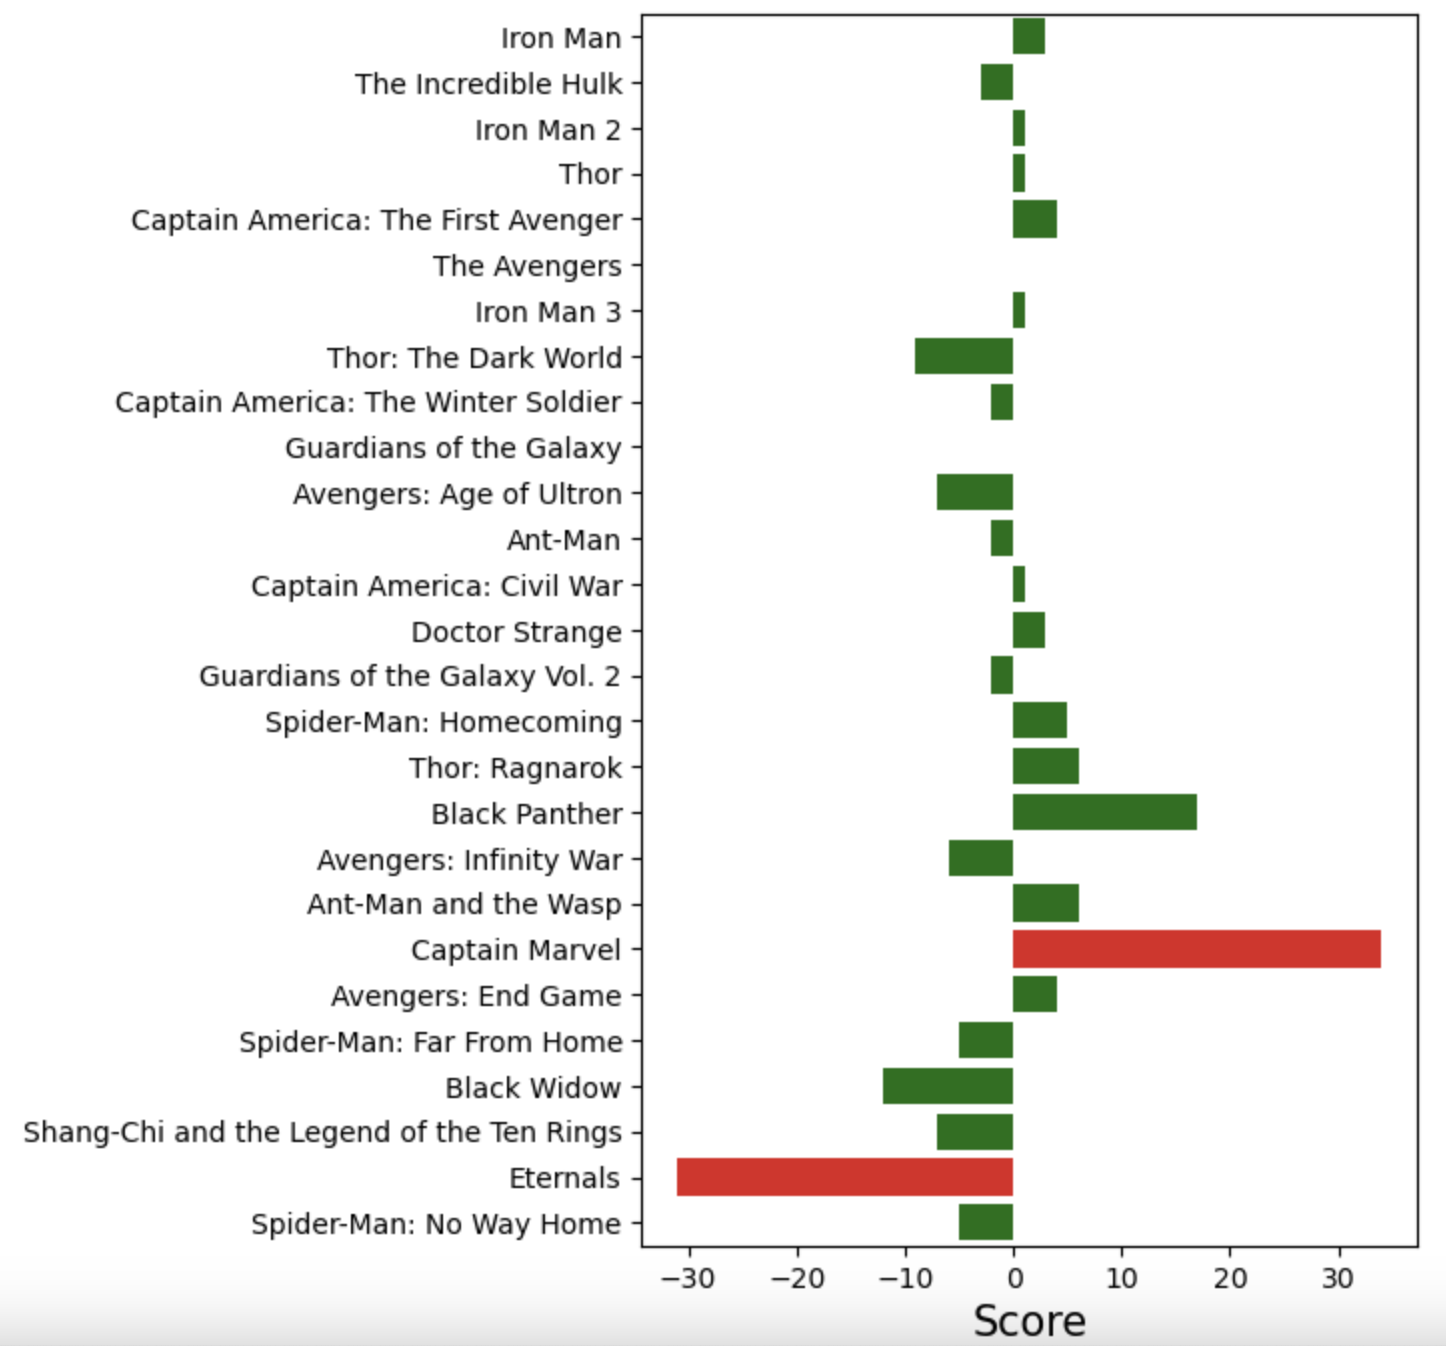 Iron Man
The Incredible Hulk
Iron Man 2
Thor
Captain America: The First Avenger
The Avengers
Iron Man 3
Thor: The Dark World
Captain America: The Winter Soldier
Guardians of the Galaxy
Avengers: Age of Ultron
Ant-Man
Captain America: Civil War
Doctor Strange
Guardians of the Galaxy Vol. 2
Spider-Man: Homecoming
Thor: Ragnarok
Black Panther
Avengers: Infinity War
Ant-Man and the Wasp
Captain Marvel
Avengers: End Game
Spider-Man: Far From Home
Black Widow
Shang-Chi and the Legend of the Ten Rings
Eternals
Spider-Man: No Way Home
−30 −20 −10 0 10 20 30
Score